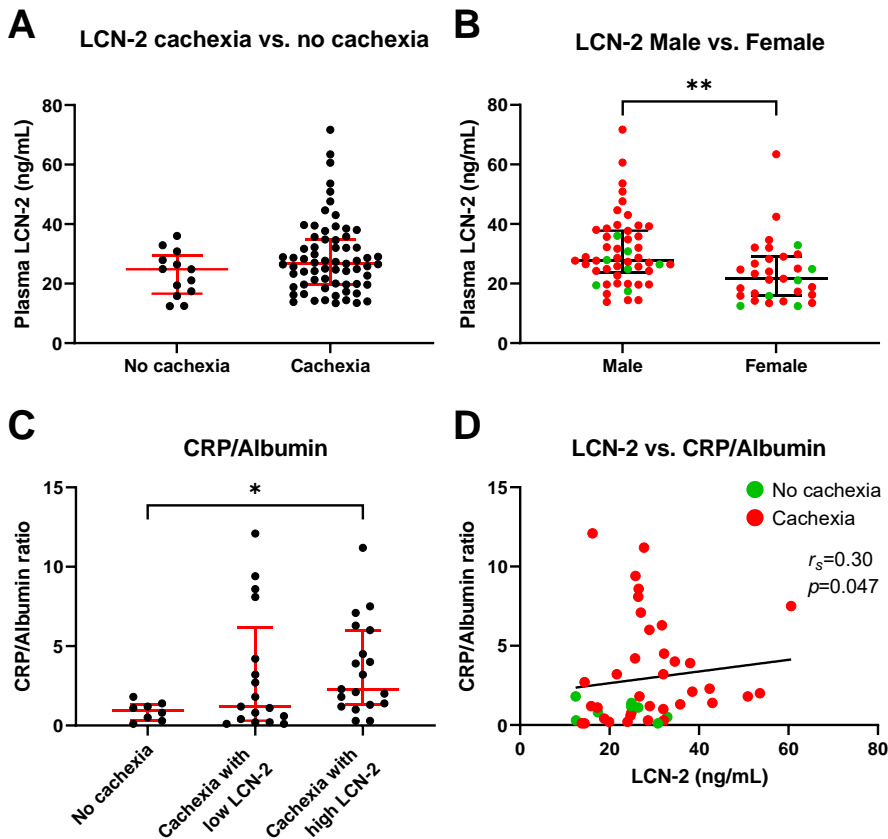 A
LCN-2 cachexia vs. no cachexia
Plasma LCN-2 (ng/mL)
80
60
40
20
0
No cachexia
Cachexia
B
LCN-2 Male vs. Female
**
Plasma LCN-2 (ng/mL)
80
60
40
20
0
Male
Female
C
CRP/Albumin
*
CRP/Albumin ratio
15
10
5
0
No cachexia
Cachexia with
low LCN-2
Cachexia with
high LCN-2
D
LCN-2 vs. CRP/Albumin
No cachexia
Cachexia
rs=0.30
p=0.047
CRP/Albumin ratio
15
10
5
0
0
20
40
60
80
LCN-2 (ng/mL)